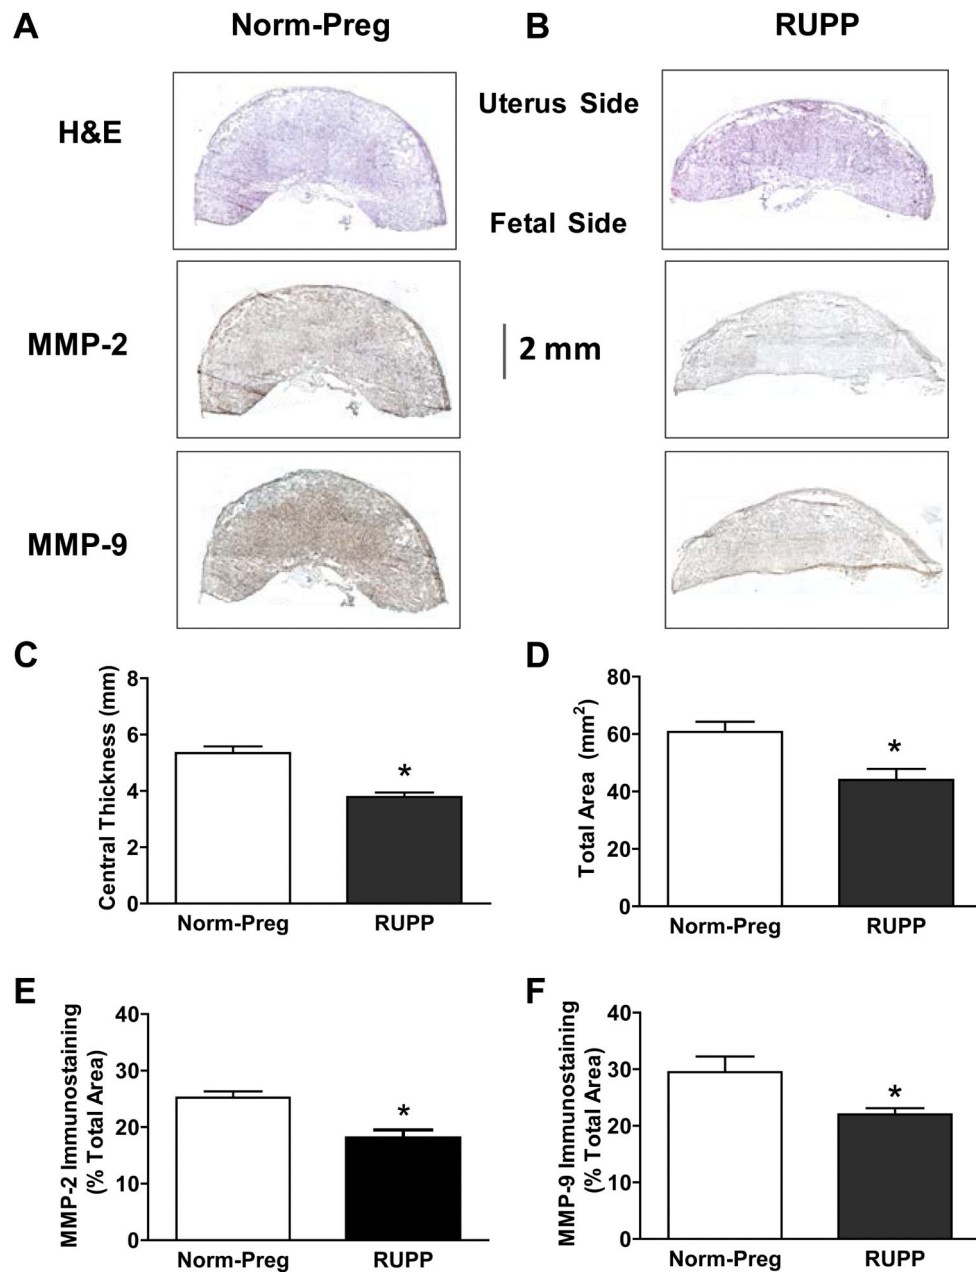 A Norm-Preg B RUPP
H&E
Uterus Side
Fetal Side
MMP-2
2 mm
MMP-9
C
Central Thickness (mm)
8
6
4
2
0
Norm-Preg RUPP
*
D
Total Area (mm²)
80
60
40
20
0
Norm-Preg RUPP
*
E
MMP-2 Immunostaining
(% Total Area)
40
30
20
10
0
Norm-Preg RUPP
*
F
MMP-9 Immunostaining
(% Total Area)
40
30
20
10
0
Norm-Preg RUPP
*